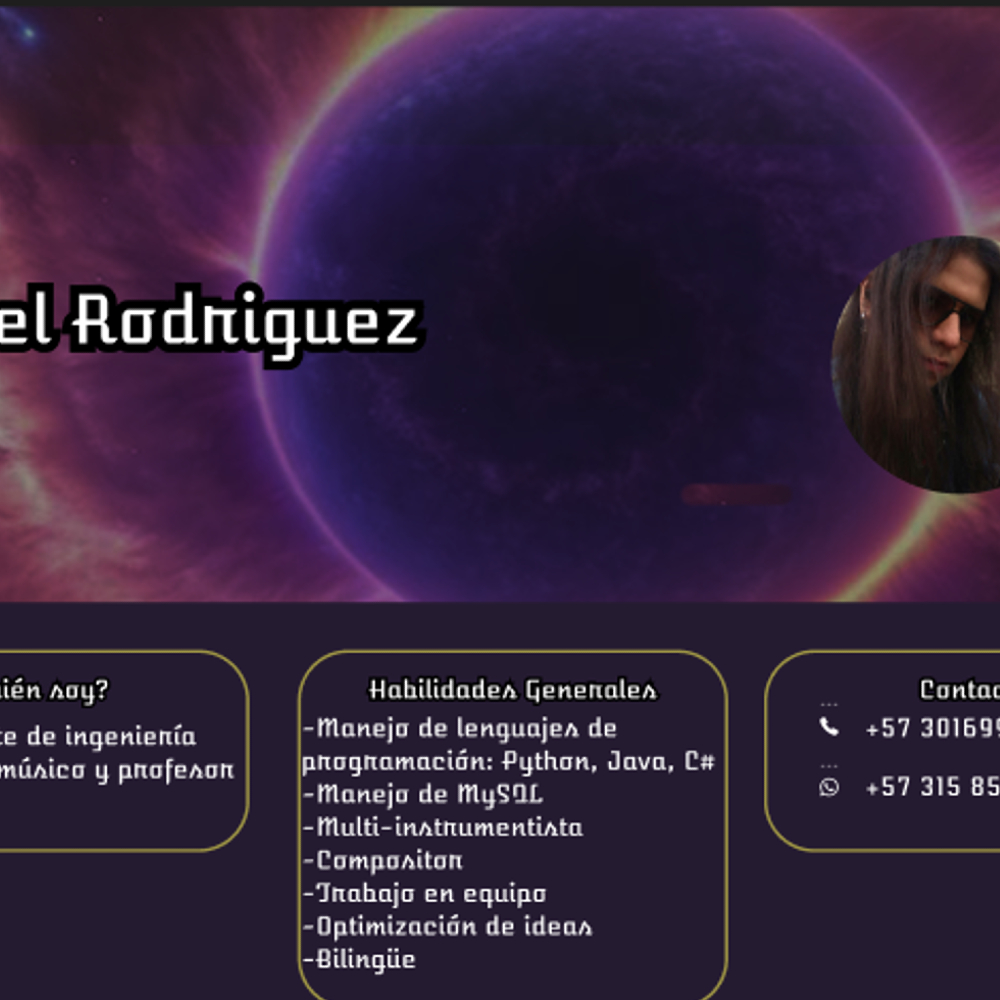 el Rodriguez
ién soy?
te de ingeniería
músico y profesor
Habilidades Generales
-Manejo de lenguajes de
programación: Python, Java, C#
-Manejo de MySQL
-Multi-instrumentista
-Compositor
-Trabajo en equipo
-Optimización de ideas
-Bilingüe
Contac
+57 301699
+57 315 85